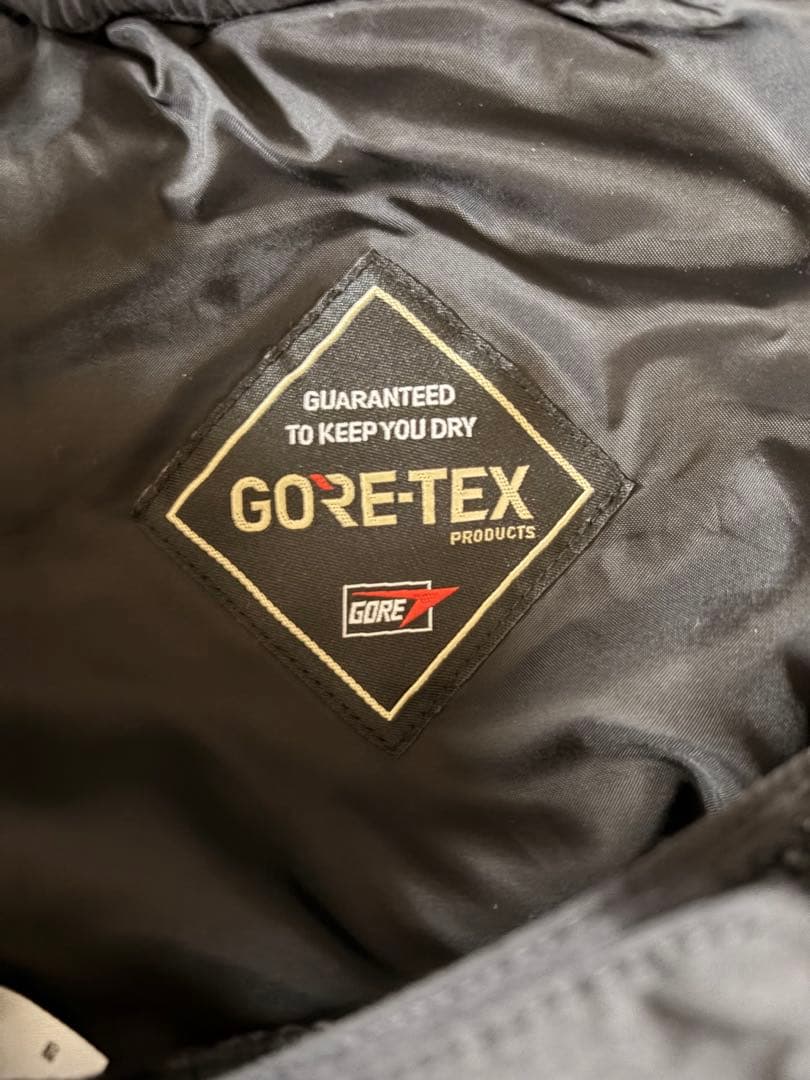 GUARANTEED
TO KEEP YOU DRY
GORE-TEX
PRODUCTS
GORE